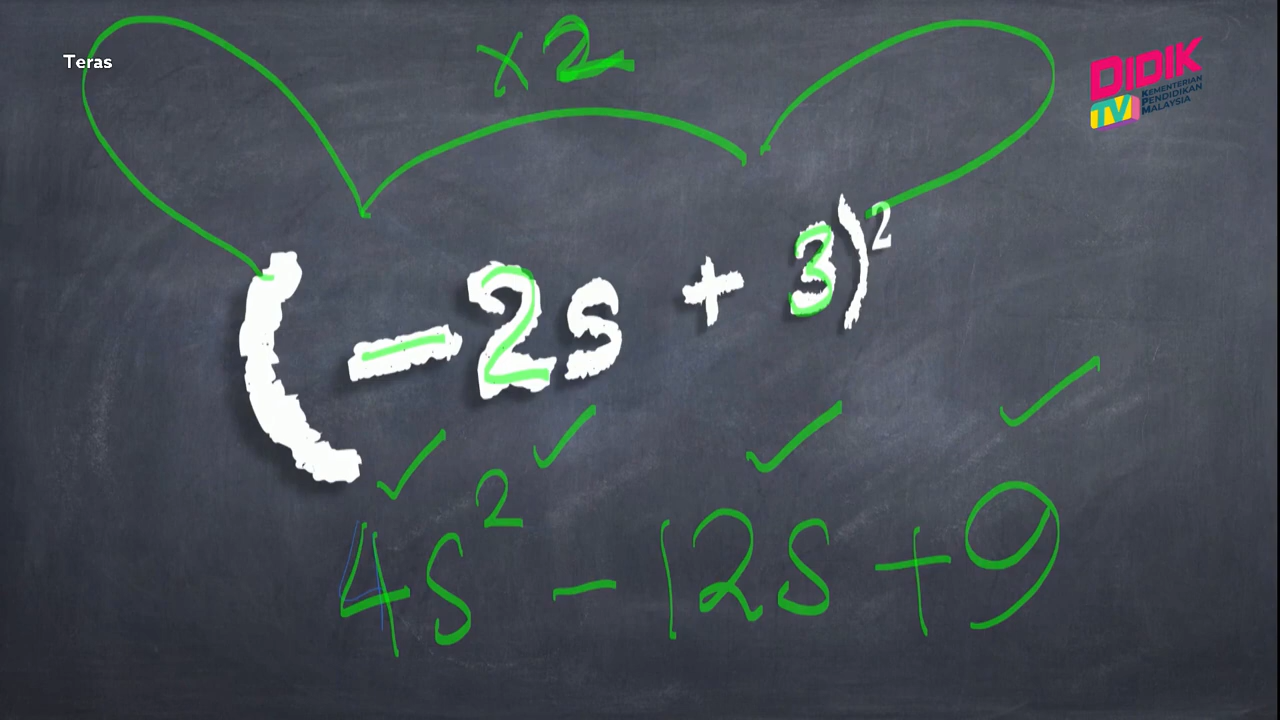 Teras
×2
DIDIK
TV KEMENTERIAN
PENDIDIKAN
MALAYSIA
(-2s + 3)²
4s² - 12s + 9